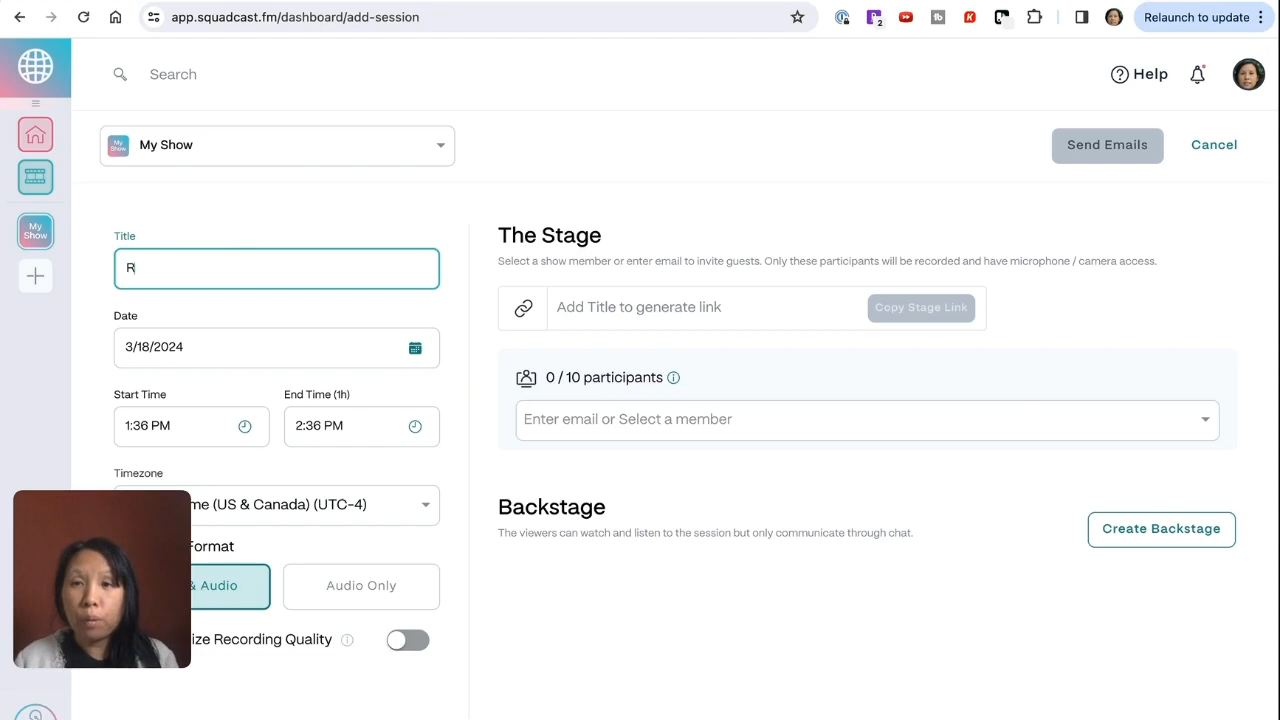 app.squadcast.fm/dashboard/add-session
2
Relaunch to update
Search
Help
My Show
My Show
Send Emails
Cancel
My
Show
Title
R
Date
3/18/2024
Start Time
End Time (1h)
1:36 PM
2:36 PM
Timezone
me (US & Canada) (UTC-4)
Format
& Audio
Audio Only
ize Recording Quality
The Stage
Select a show member or enter email to invite guests. Only these participants will be recorded and have microphone / camera access.
Add Title to generate link
Copy Stage Link
0 / 10 participants
Enter email or Select a member
Backstage
The viewers can watch and listen to the session but only communicate through chat.
Create Backstage